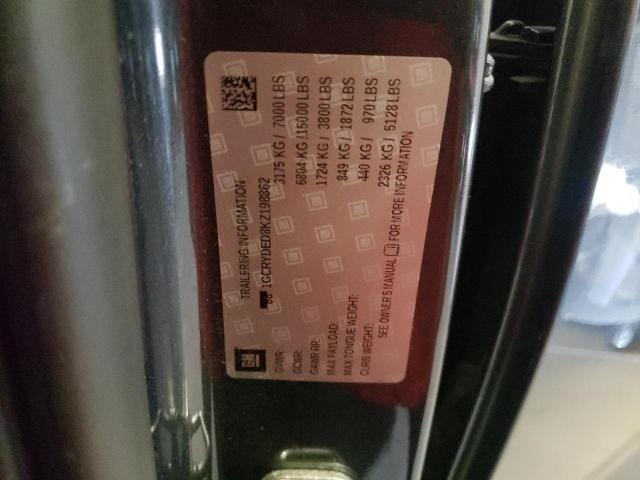 TRAILERING INFORMATION
1GCRYDED8KZ198862
GM
GVWR: 3175 KG / 7000 LBS
GCWR: 6804 KG / 15000 LBS
GAWR RR: 1724 KG / 3800 LBS
MAX PAYLOAD: 849 KG / 1872 LBS
MAX TONGUE WEIGHT: 440 KG / 970 LBS
CURB WEIGHT: 2326 KG / 5128 LBS
SEE OWNER'S MANUAL FOR MORE INFORMATION